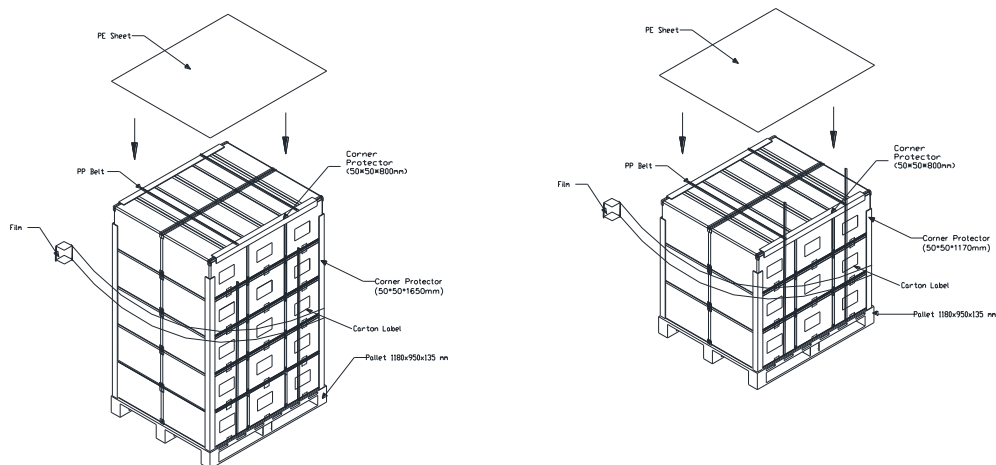 PE Sheet
Corner
Protector
(50*50*800mm)
PP Belt
Film
Corner Protector
(50*50*1650mm)
Carton Label
Pallet 1180x950x135 mm
PE Sheet
Corner
Protector
(50*50*800mm)
PP Belt
Film
Corner Protector
(50*50*1170mm)
Carton Label
Pallet 1180x950x135 mm